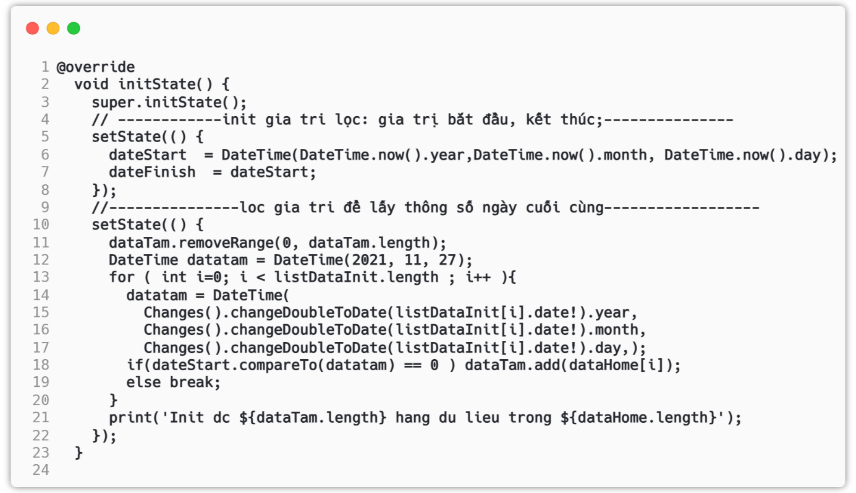 1 @override
2   void initState() {
3     super.initState();
4     // ------------init gia tri lọc: gia trị bắt đầu, kết thúc;---------------
5     setState(() {
6       dateStart  = DateTime(DateTime.now().year,DateTime.now().month, DateTime.now().day);
7       dateFinish  = dateStart;
8     });
9     //---------------loc gia tri để lấy thông số ngày cuối cùng------------------
10     setState(() {
11       dataTam.removeRange(0, dataTam.length);
12       DateTime datatam = DateTime(2021, 11, 27);
13       for ( int i=0; i < listDataInit.length ; i++ ){
14         datatam = DateTime(
15           Changes().changeDoubleToDate(listDataInit[i].date!).year,
16           Changes().changeDoubleToDate(listDataInit[i].date!).month,
17           Changes().changeDoubleToDate(listDataInit[i].date!).day,);
18         if(dateStart.compareTo(datatam) == 0 ) dataTam.add(dataHome[i]);
19         else break;
20       }
21       print('Init dc ${dataTam.length} hang du lieu trong ${dataHome.length}');
22     });
23   }
24